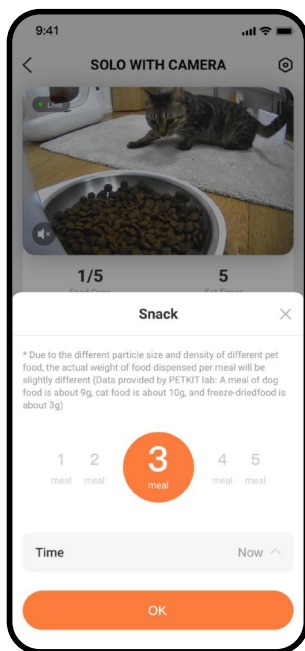 9:41
SOLO WITH CAMERA
Live
1/5
5
Snack
* Due to the different particle size and density of different pet
food, the actual weight of food dispensed per meal will be
slightly different (Data provided by PETKIT lab: A meal of dog
food is about 9g, cat food is about 10g, and freeze-driedfood is
about 3g)
1 2 3 4 5
meal meal meal meal meal
Time Now
OK